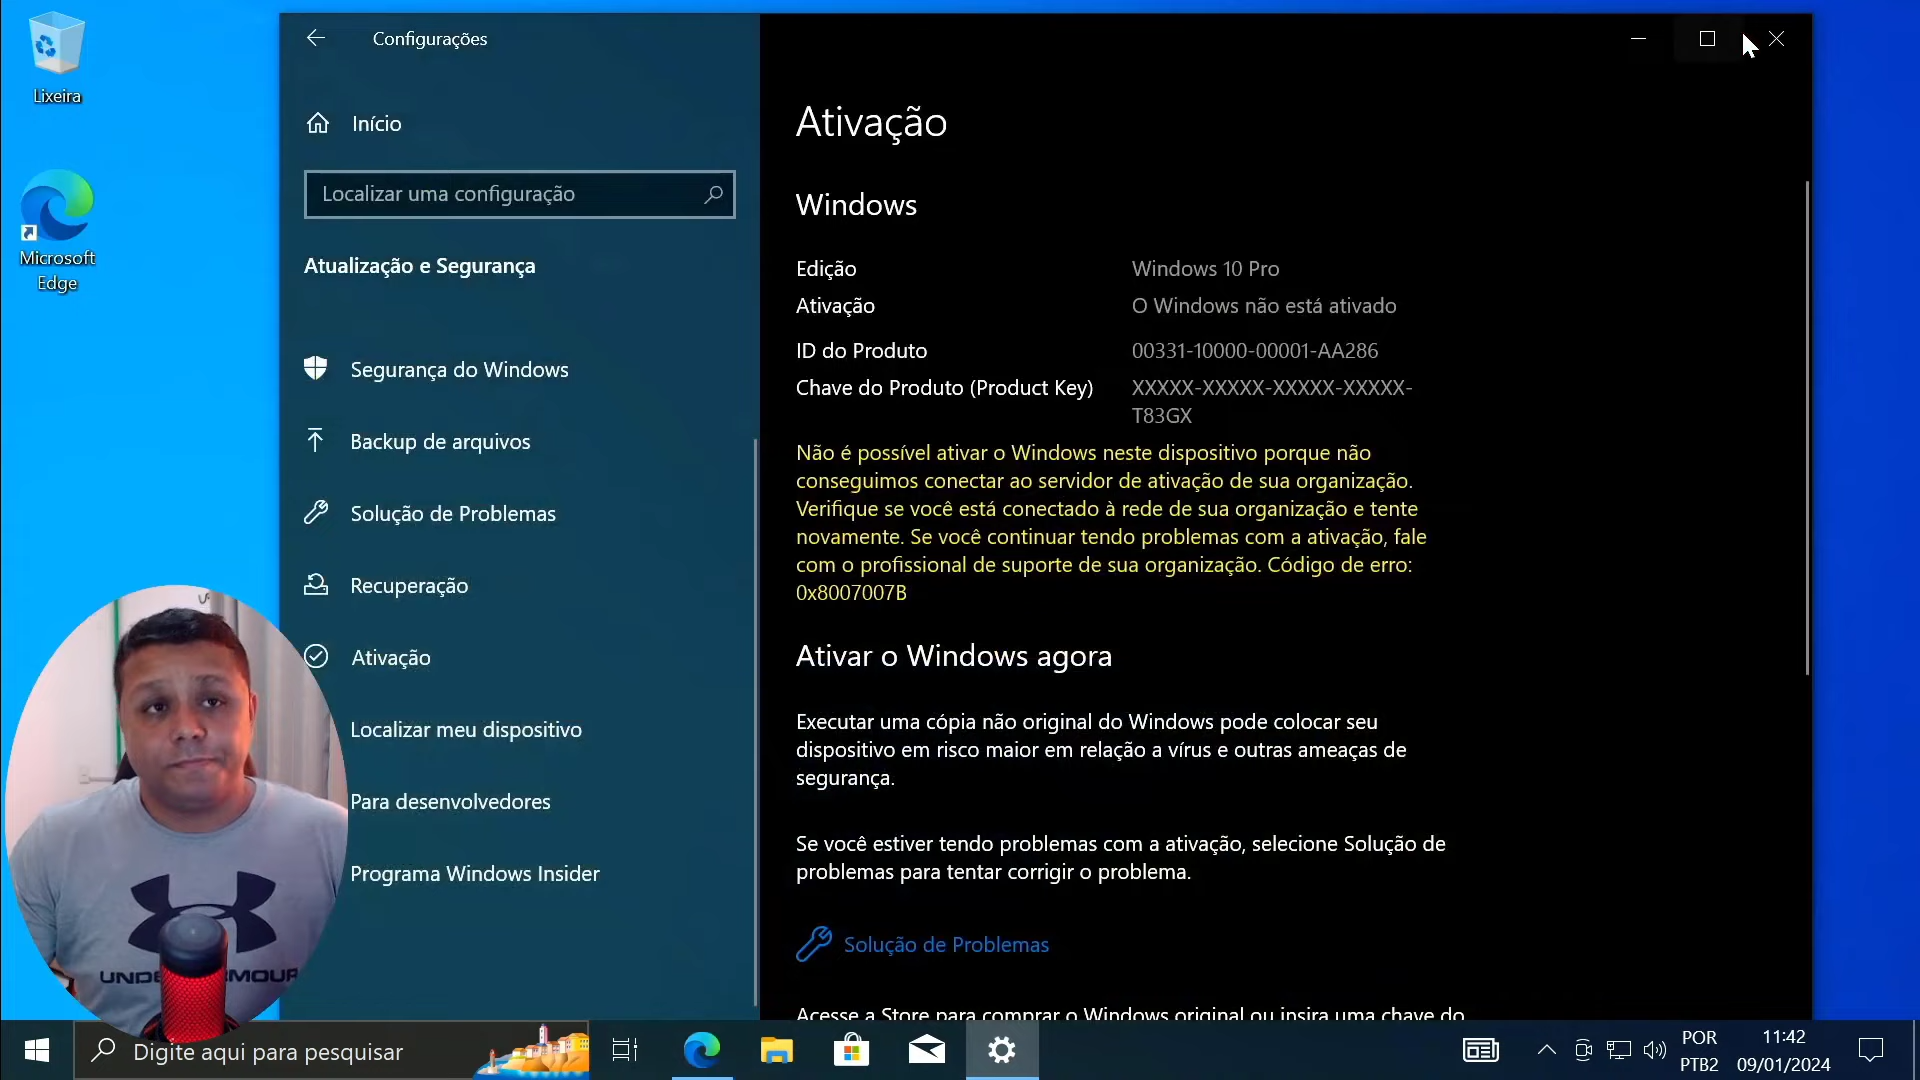 Lixeira
Microsoft
Edge
Configurações
Início
Localizar uma configuração
Atualização e Segurança
Segurança do Windows
Backup de arquivos
Solução de Problemas
Recuperação
Ativação
Localizar meu dispositivo
Para desenvolvedores
Programa Windows Insider
Ativação
Windows
Edição Windows 10 Pro
Ativação O Windows não está ativado
ID do Produto 00331-10000-00001-AA286
Chave do Produto (Product Key) XXXXX-XXXXX-XXXXX-XXXXX-
T83GX
Não é possível ativar o Windows neste dispositivo porque não
conseguimos conectar ao servidor de ativação de sua organização.
Verifique se você está conectado à rede de sua organização e tente
novamente. Se você continuar tendo problemas com a ativação, fale
com o profissional de suporte de sua organização. Código de erro:
0x8007007B
Ativar o Windows agora
Executar uma cópia não original do Windows pode colocar seu
dispositivo em risco maior em relação a vírus e outras ameaças de
segurança.
Se você estiver tendo problemas com a ativação, selecione Solução de
problemas para tentar corrigir o problema.
Solução de Problemas
Acesse a Store para comprar o Windows original ou insira uma chave do
Digite aqui para pesquisar
POR
PTB2
11:42
09/01/2024